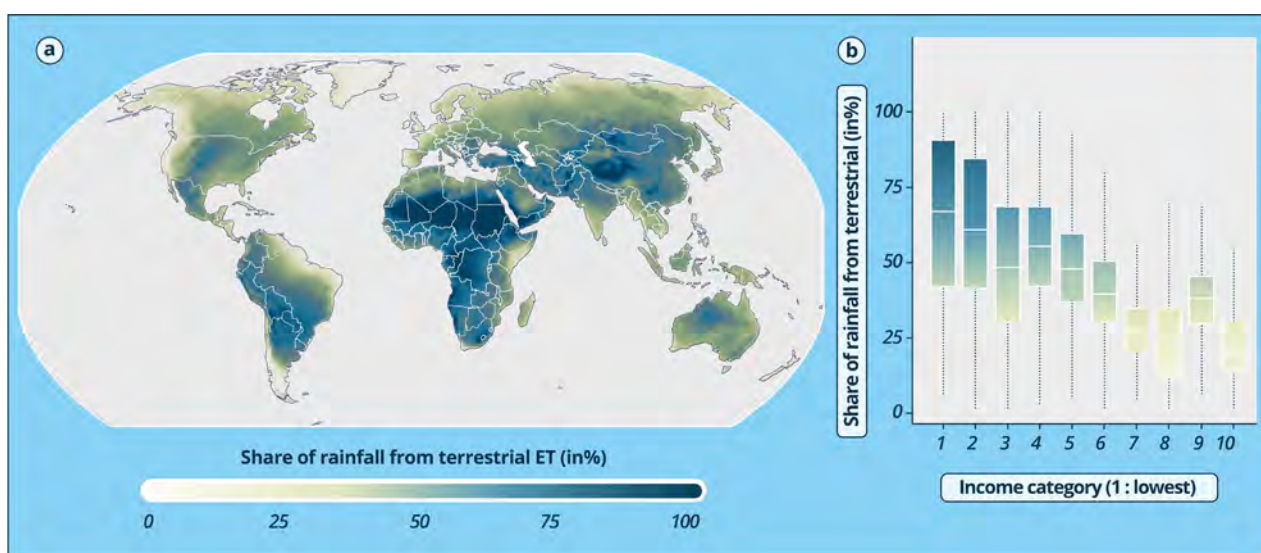 a
Share of rainfall from terrestrial ET (in%)
0 25 50 75 100
b
Share of rainfall from terrestrial (in%)
100
75
50
25
0
1 2 3 4 5 6 7 8 9 10
Income category (1 : lowest)